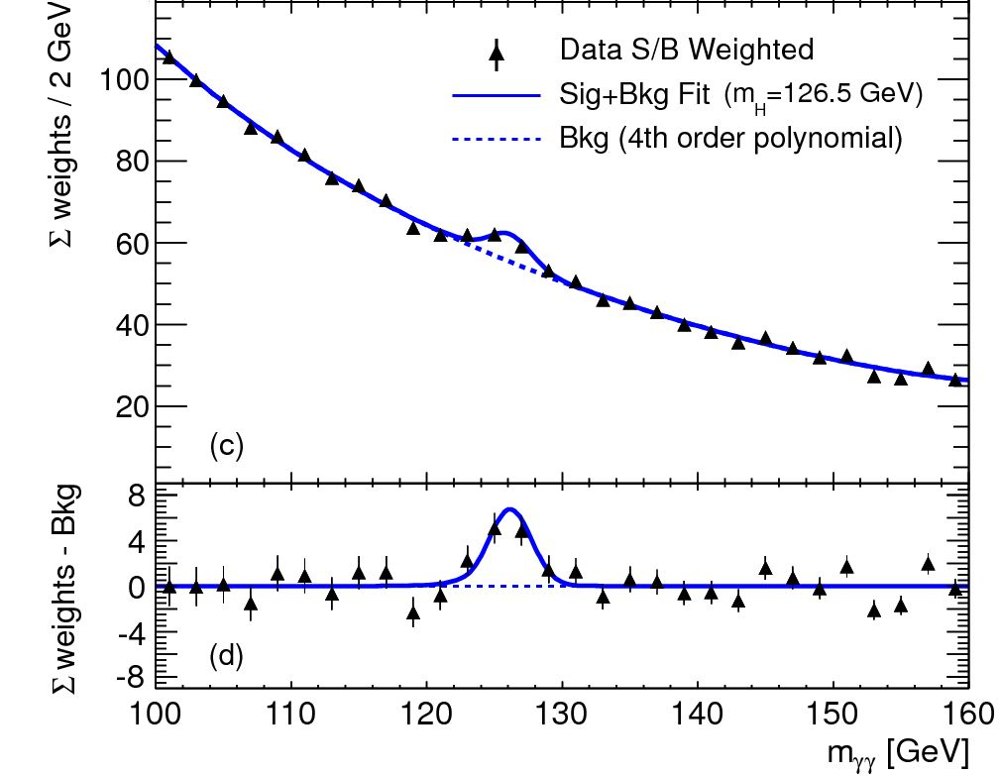 Σ weights / 2 GeV
100
80
60
40
20
Data S/B Weighted
Sig+Bkg Fit (mH=126.5 GeV)
Bkg (4th order polynomial)
(c)
Σ weights - Bkg
8
4
0
-4
-8
(d)
100 110 120 130 140 150 160
mγγ [GeV]